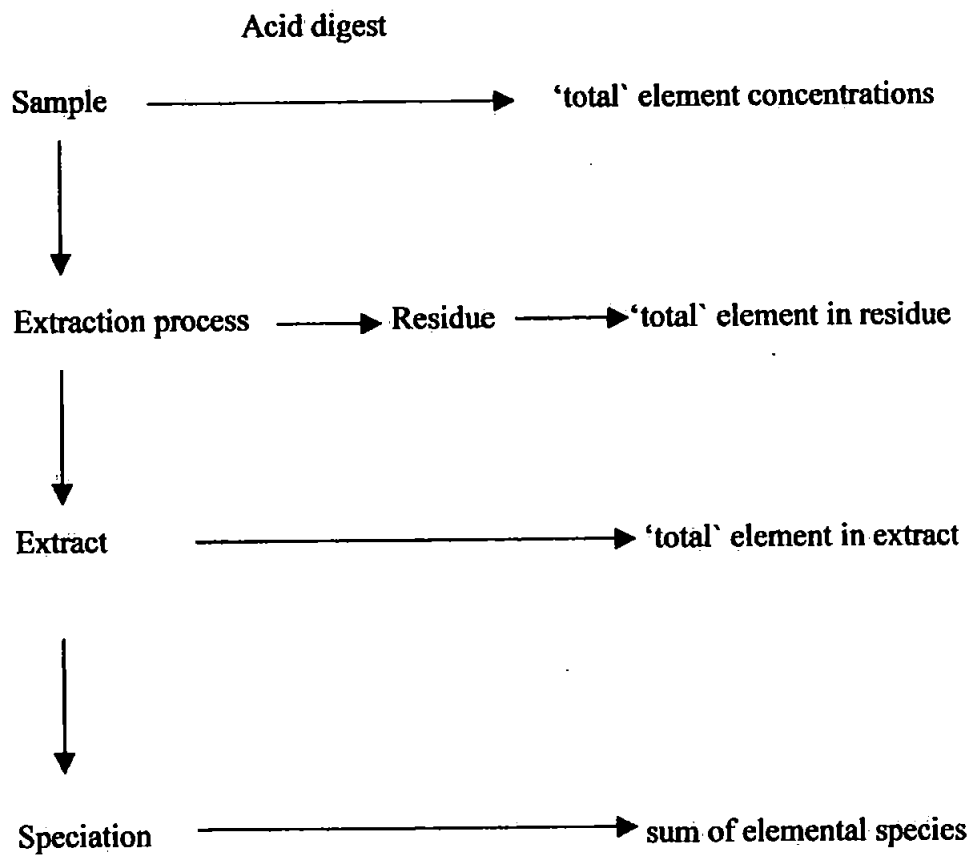 Acid digest
Sample ‘total` element concentrations
Extraction process Residue ‘total` element in residue
Extract ‘total` element in extract
Speciation sum of elemental species